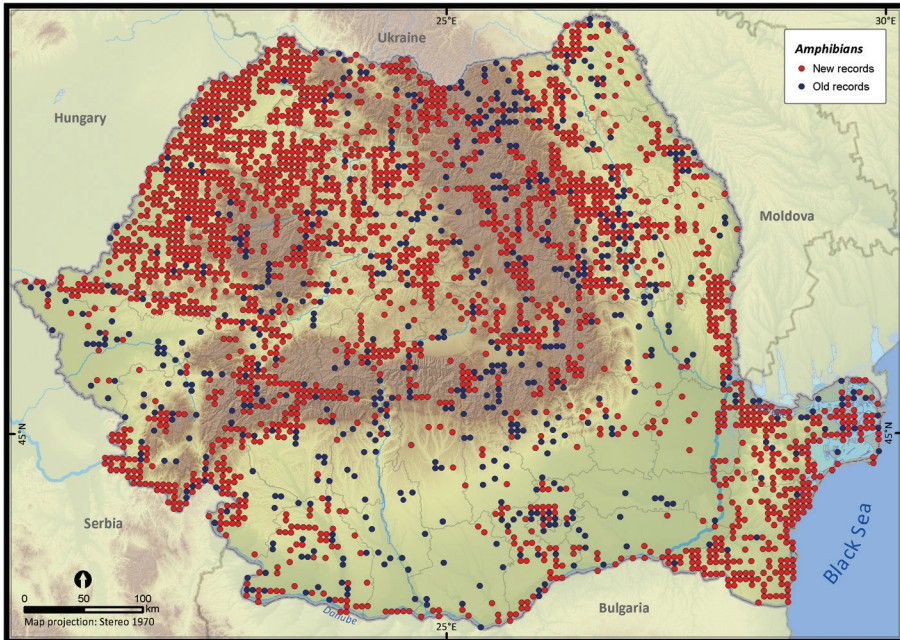 25°E
30°E
Ukraine
Amphibians
New records
Old records
Hungary
Moldova
45°N
45°N
Serbia
Black Sea
0 50 100
km
Map projection: Stereo 1970
Danube
Bulgaria
25°E